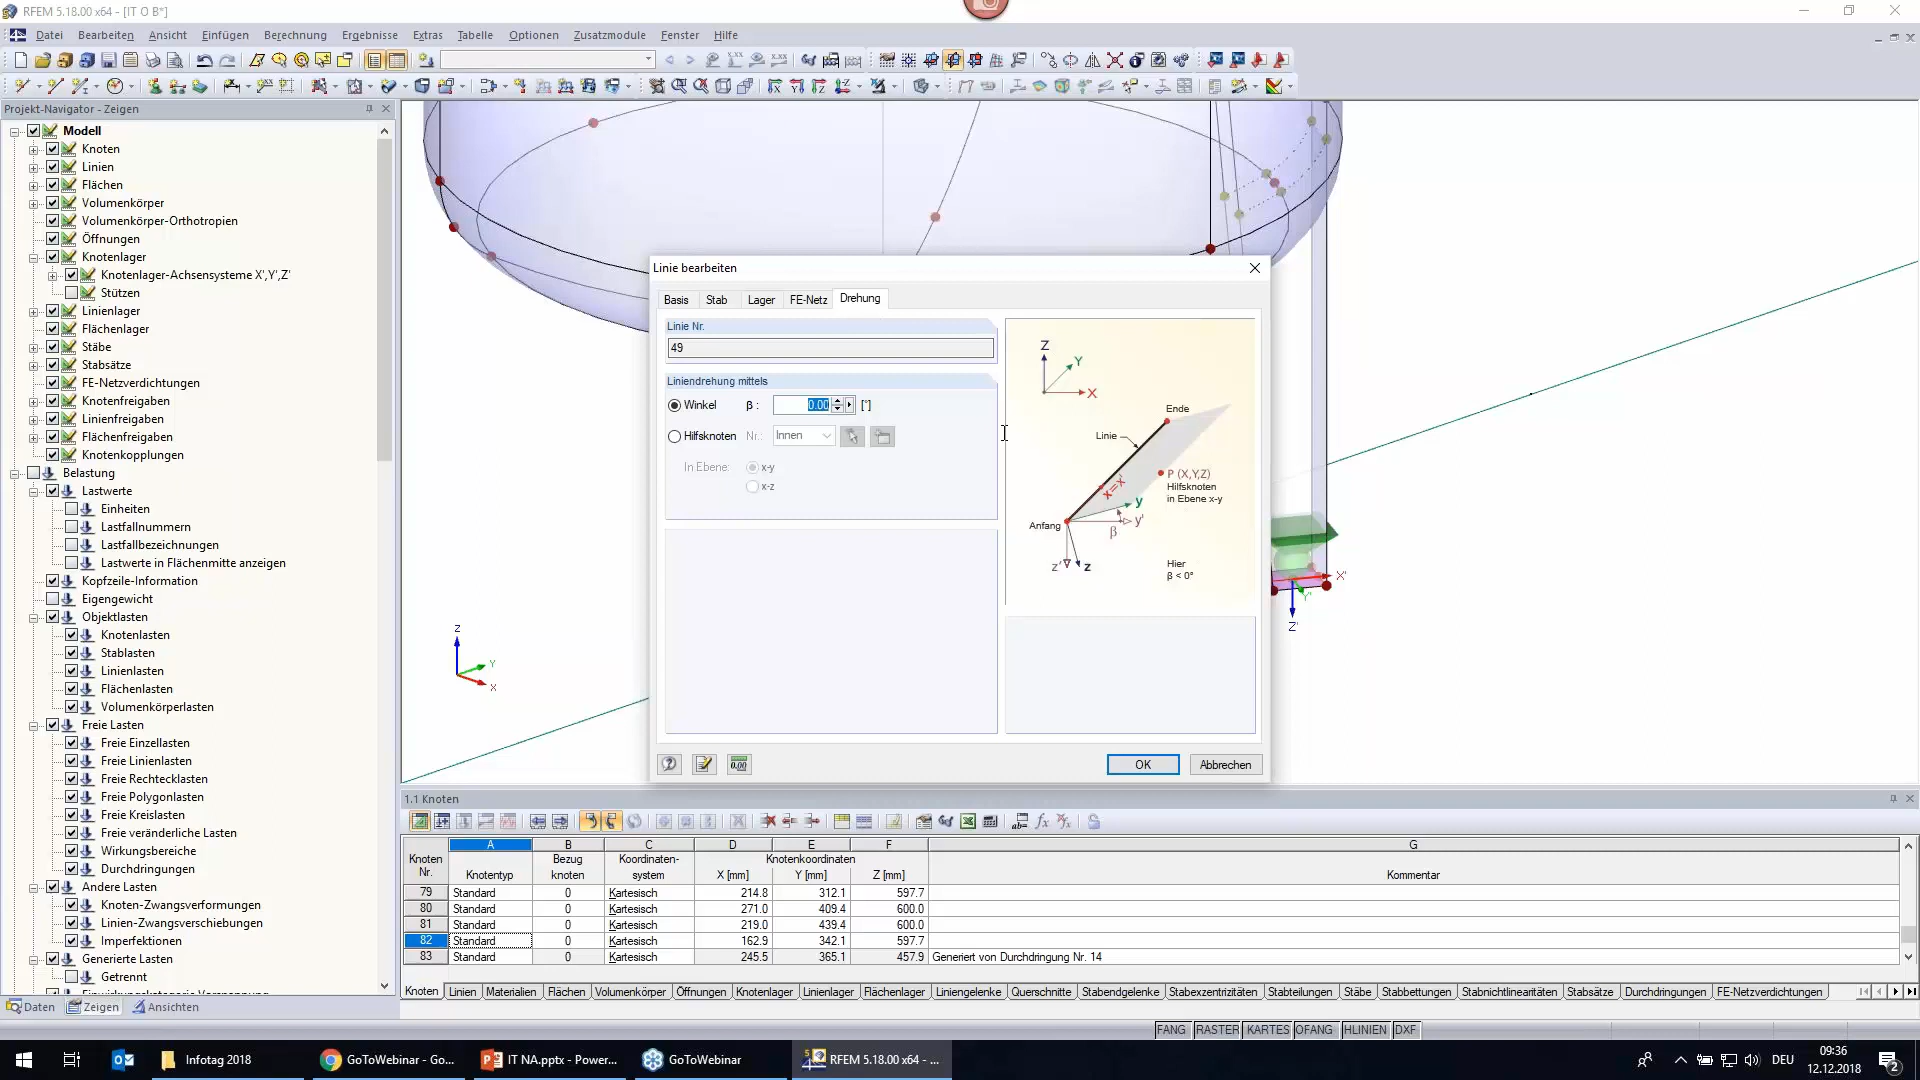 RFEM 5.18.00 x64 - [IT O B*]
Datei Bearbeiten Ansicht Einfügen Berechnung Ergebnisse Extras Tabelle Optionen Zusatzmodule Fenster Hilfe
Projekt-Navigator - Zeigen
Modell
Knoten
Linien
Flächen
Volumenkörper
Volumenkörper-Orthotropien
Öffnungen
Knotenlager
Knotenlager-Achsensysteme X',Y',Z'
Stützen
Linienlager
Flächenlager
Stäbe
Stabsätze
FE-Netzverdichtungen
Knotenfreigaben
Linienfreigaben
Flächenfreigaben
Knotenkopplungen
Belastung
Lastwerte
Einheiten
Lastfallnummern
Lastfallbezeichnungen
Lastwerte in Flächenmitte anzeigen
Kopfzeile-Information
Eigengewicht
Objektlasten
Knotenlasten
Stablasten
Linienlasten
Flächenlasten
Volumenkörperlasten
Freie Lasten
Freie Einzellasten
Freie Linienlasten
Freie Rechtecklasten
Freie Polygonlasten
Freie Kreislasten
Freie veränderliche Lasten
Wirkungsbereiche
Durchdringungen
Andere Lasten
Knoten-Zwangsverformungen
Linien-Zwangsverschiebungen
Imperfektionen
Generierte Lasten
Getrennt
Daten Zeigen Ansichten
Z
Y
X
X'
Y'
Z'
Linie bearbeiten
Basis Stab Lager FE-Netz Drehung
Linie Nr.
49
Liniendrehung mittels
Winkel β : 0.00 [°]
Hilfsknoten Nr.: Innen
In Ebene: x-y
x-z
Z
Y
X
Ende
Linie
P (X,Y,Z)
Hilfsknoten
in Ebene x-y
x=x'
y
y'
β
Anfang
z' z
Hier
β < 0°
OK Abbrechen
1.1 Knoten
A B C D E F G
Knoten Bezug Koordinaten- Knotenkoordinaten
Nr. Knotentyp knoten system X [mm] Y [mm] Z [mm] Kommentar
79 Standard 0 Kartesisch 214.8 312.1 597.7
80 Standard 0 Kartesisch 271.0 409.4 600.0
81 Standard 0 Kartesisch 219.0 439.4 600.0
82 Standard 0 Kartesisch 162.9 342.1 597.7
83 Standard 0 Kartesisch 245.5 365.1 457.9 Generiert von Durchdringung Nr. 14
Knoten Linien Materialien Flächen Volumenkörper Öffnungen Knotenlager Linienlager Flächenlager Liniengelenke Querschnitte Stabendgelenke Stabexzentrizitäten Stabteilungen Stäbe Stabbettungen Stabnichtlinearitäten Stabsätze Durchdringungen FE-Netzverdichtungen
FANG RASTER KARTES OFANG HLINIEN DXF
Infotag 2018 GoToWebinar - Go... IT NA.pptx - Power... GoToWebinar RFEM 5.18.00 x64 - ... DEU 09:36
12.12.2018
2